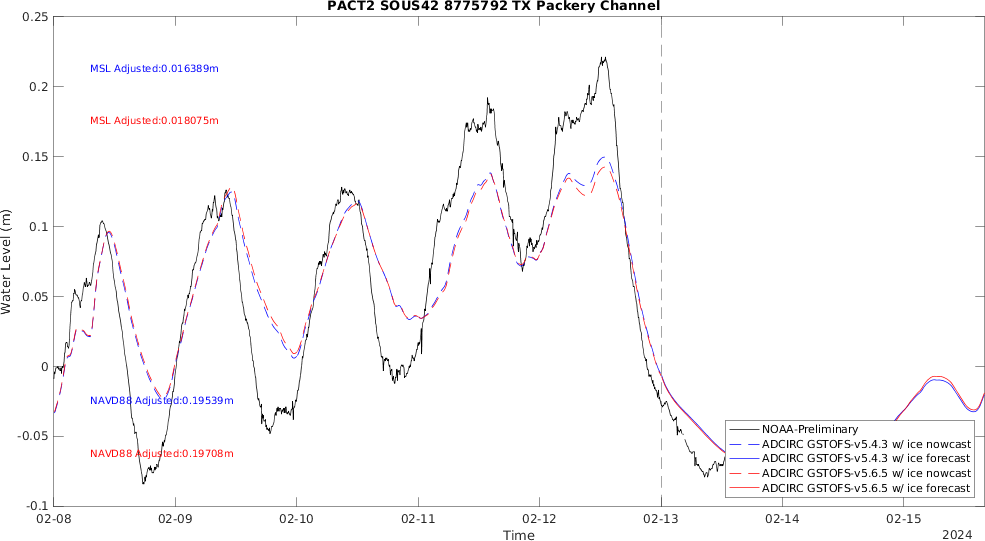 PACT2 SOUS42 8775792 TX Packery Channel
0.25
MSL Adjusted:0.016389m
0.2
MSL Adjusted:0.018075m
0.15
0.1
Water Level (m)
0.05
0
NAVD88 Adjusted:0.19539m
-0.05
NAVD88 Adjusted:0.19708m
-0.1
NOAA-Preliminary
ADCIRC GSTOFS-v5.4.3 w/ ice nowcast
ADCIRC GSTOFS-v5.4.3 w/ ice forecast
ADCIRC GSTOFS-v5.6.5 w/ ice nowcast
ADCIRC GSTOFS-v5.6.5 w/ ice forecast
02-08 02-09 02-10 02-11 02-12 02-13 02-14 02-15
Time
2024